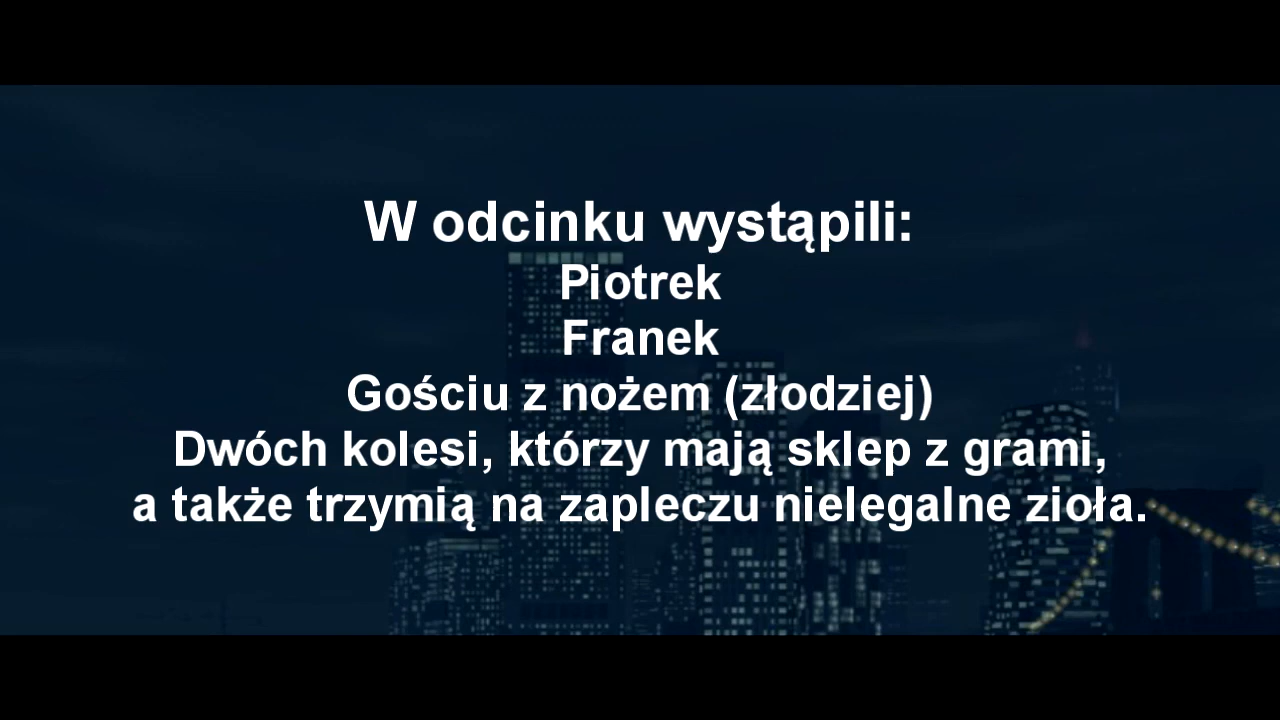 W odcinku wystąpili:
Piotrek
Franek
Gościu z nożem (złodziej)
Dwóch kolesi, którzy mają sklep z grami,
a także trzymią na zapleczu nielegalne zioła.